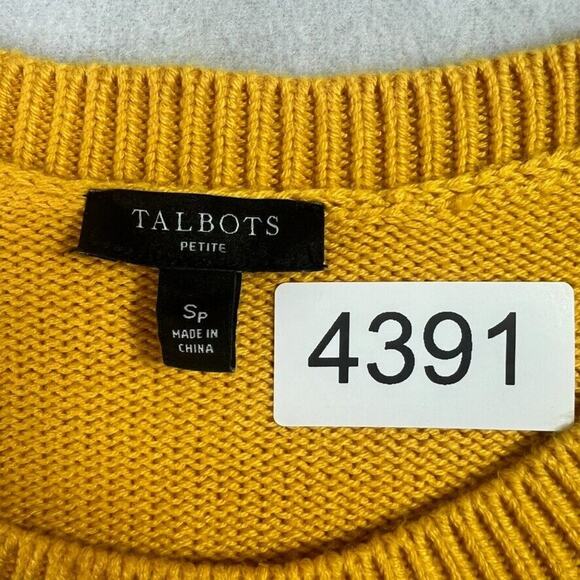 TALBOTS
PETITE
SP
MADE IN
CHINA
4391